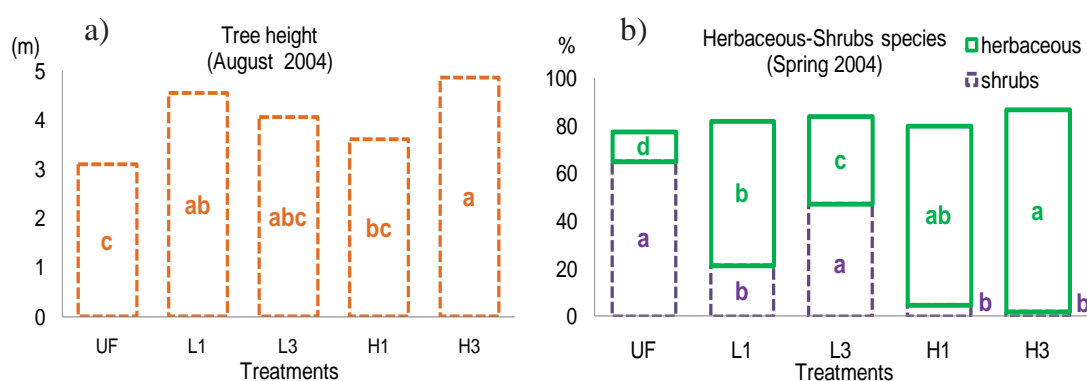 a)
Tree height
(August 2004)
(m)
5
4
3
2
1
0
c
ab
abc
bc
a
UF L1 L3 H1 H3
Treatments
b)
Herbaceous-Shrubs species
(Spring 2004)
herbaceous
shrubs
%
100
80
60
40
20
0
d
a
b
b
c
a
ab
b
a
b
UF L1 L3 H1 H3
Treatments